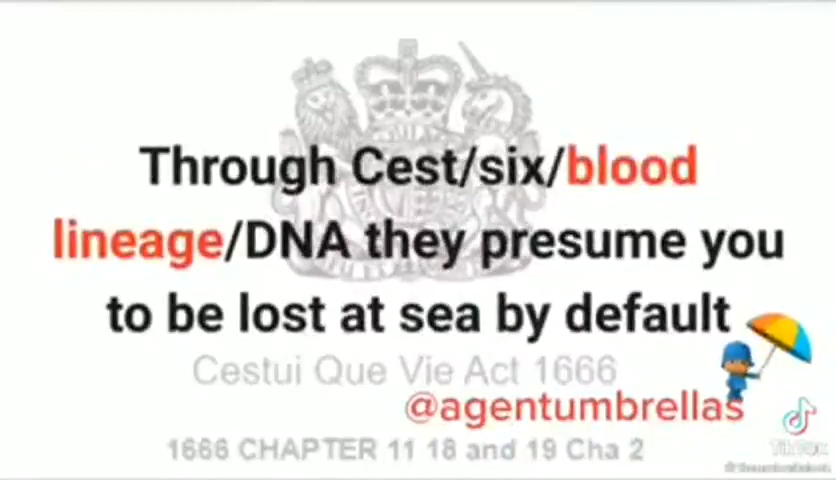 Through Cest/six/blood
lineage/DNA they presume you
to be lost at sea by default
Cestui Que Vie Act 1666
@agentumbrellas
1666 CHAPTER 11 18 and 19 Cha 2
TikTok